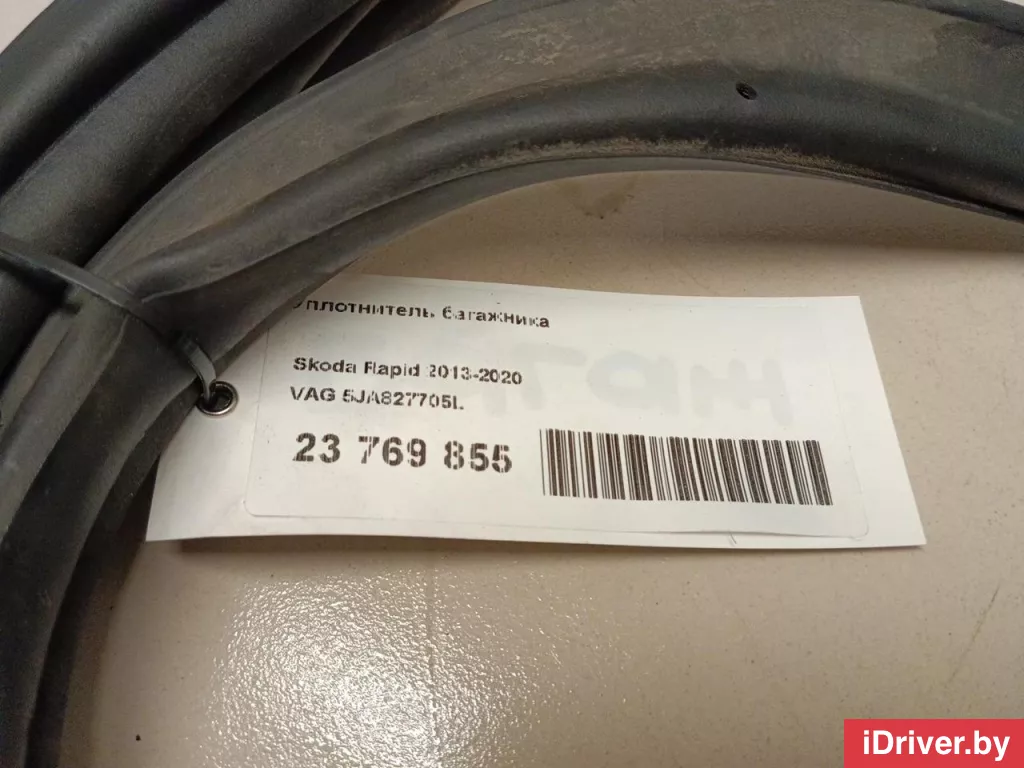 Уплотнитель багажника
Skoda Rapid 2013-2020
VAG 5JA827705L
23 769 855
iDriver.by